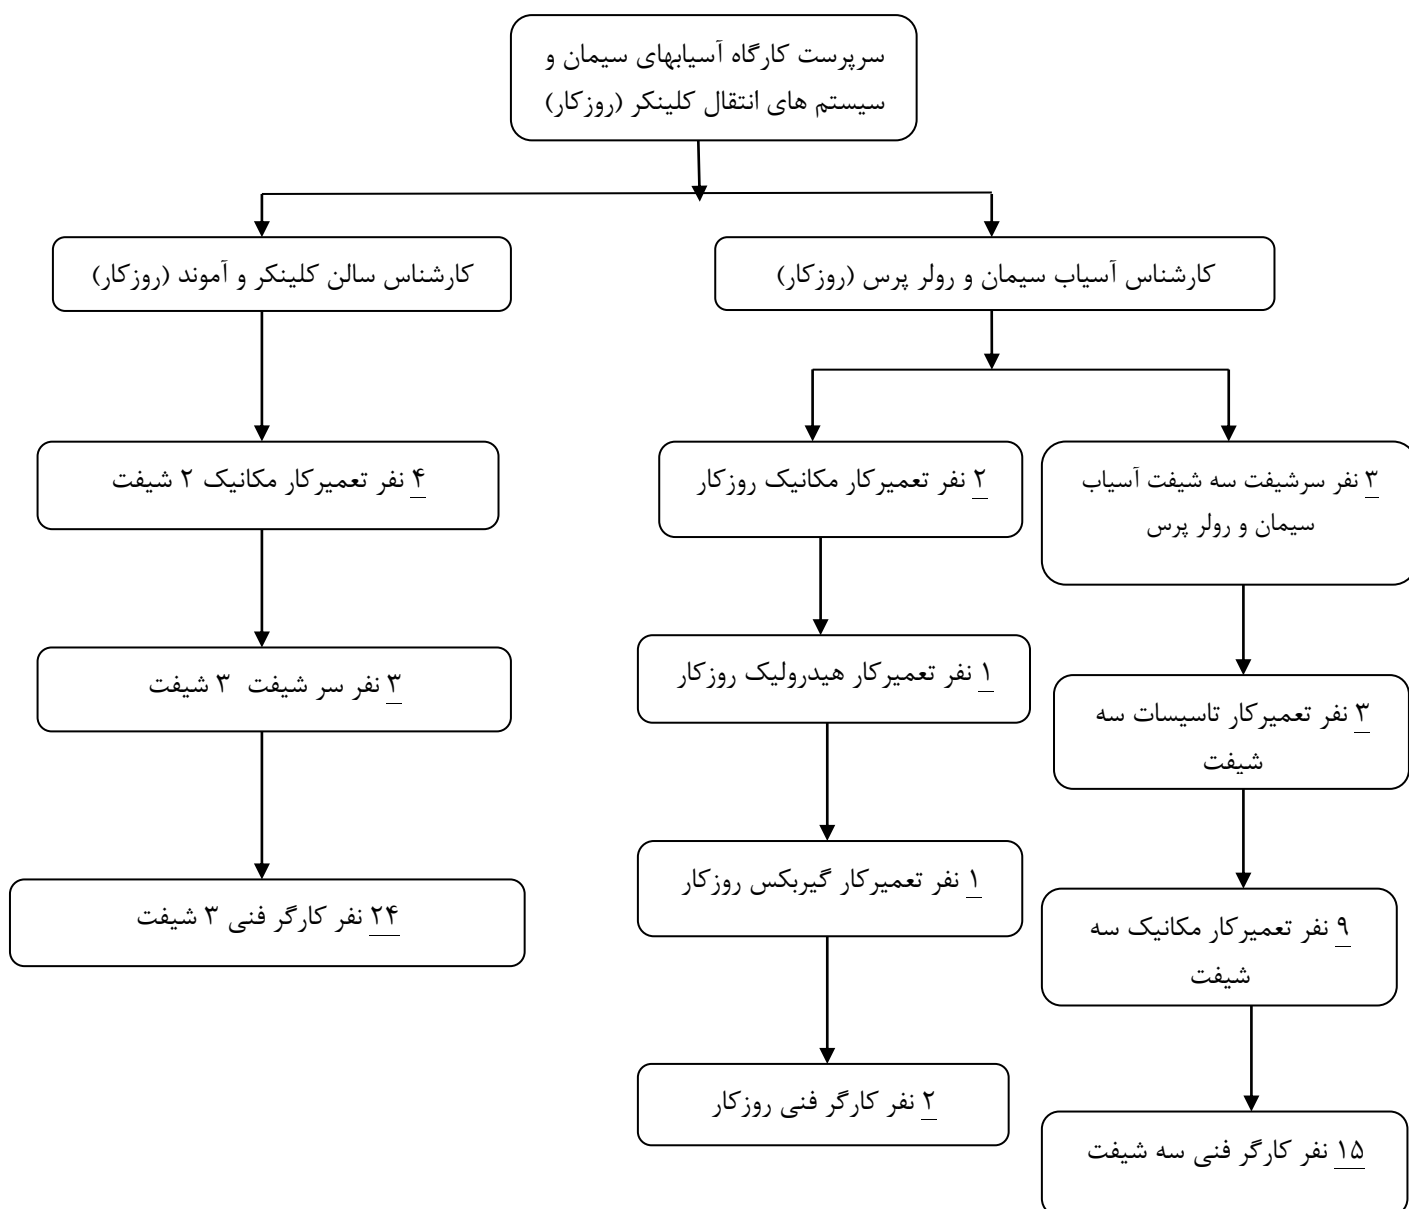 سرپرست کارگاه آسیابهای سیمان و
سیستم های انتقال کلینکر (روزکار)
کارشناس آسیاب سیمان و رولر پرس (روزکار)
کارشناس سالن کلینکر و آموند (روزکار)
۳ نفر سرشیفت سه شیفت آسیاب
سیمان و رولر پرس
۲ نفر تعمیرکار مکانیک روزکار
۴ نفر تعمیرکار مکانیک ۲ شیفت
۳ نفر تعمیرکار تاسیسات سه
شیفت
۱ نفر تعمیرکار هیدرولیک روزکار
۳ نفر سر شیفت ۳ شیفت
۹ نفر تعمیرکار مکانیک سه
شیفت
۱ نفر تعمیرکار گیربکس روزکار
۲۴ نفر کارگر فنی ۳ شیفت
۱۵ نفر کارگر فنی سه شیفت
۲ نفر کارگر فنی روزکار